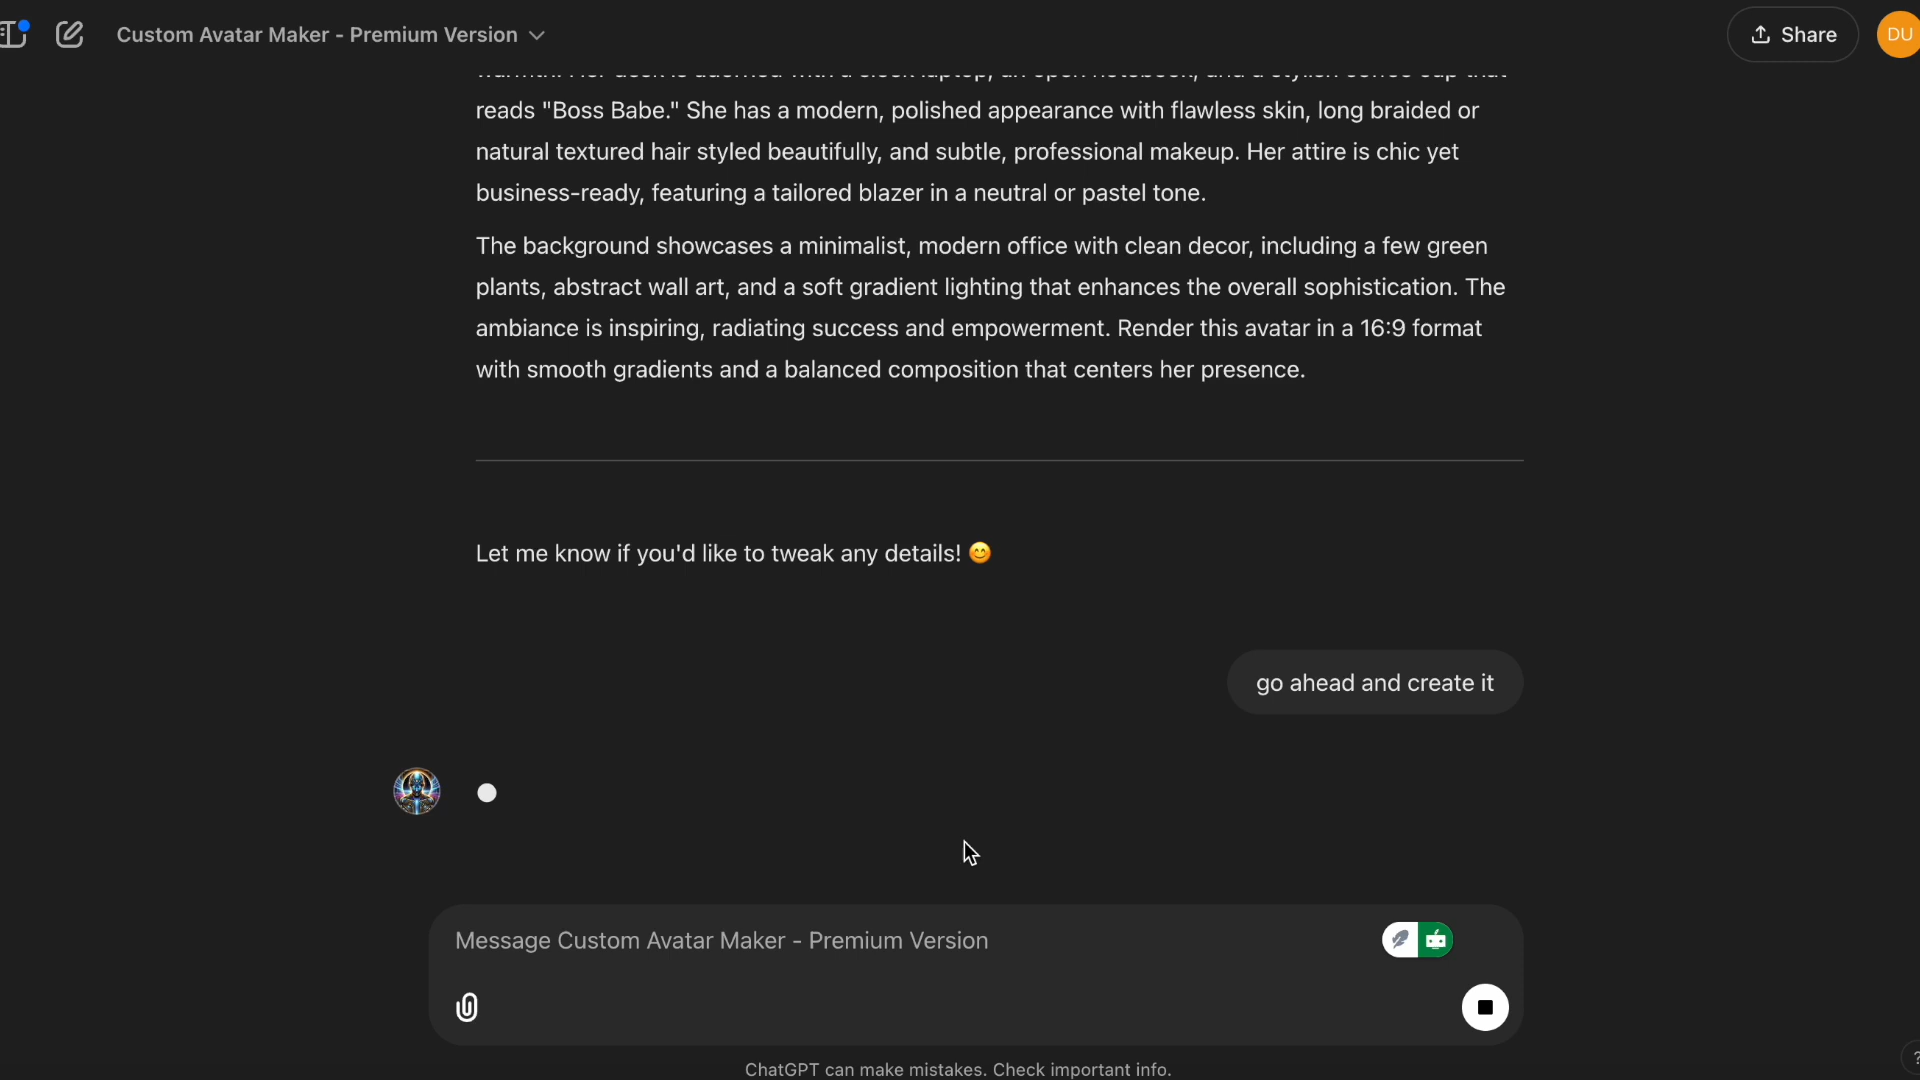 Custom Avatar Maker - Premium Version
Share
DU
reads "Boss Babe." She has a modern, polished appearance with flawless skin, long braided or
natural textured hair styled beautifully, and subtle, professional makeup. Her attire is chic yet
business-ready, featuring a tailored blazer in a neutral or pastel tone.
The background showcases a minimalist, modern office with clean decor, including a few green
plants, abstract wall art, and a soft gradient lighting that enhances the overall sophistication. The
ambiance is inspiring, radiating success and empowerment. Render this avatar in a 16:9 format
with smooth gradients and a balanced composition that centers her presence.
Let me know if you'd like to tweak any details! 😊
go ahead and create it
Message Custom Avatar Maker - Premium Version
ChatGPT can make mistakes. Check important info.
?